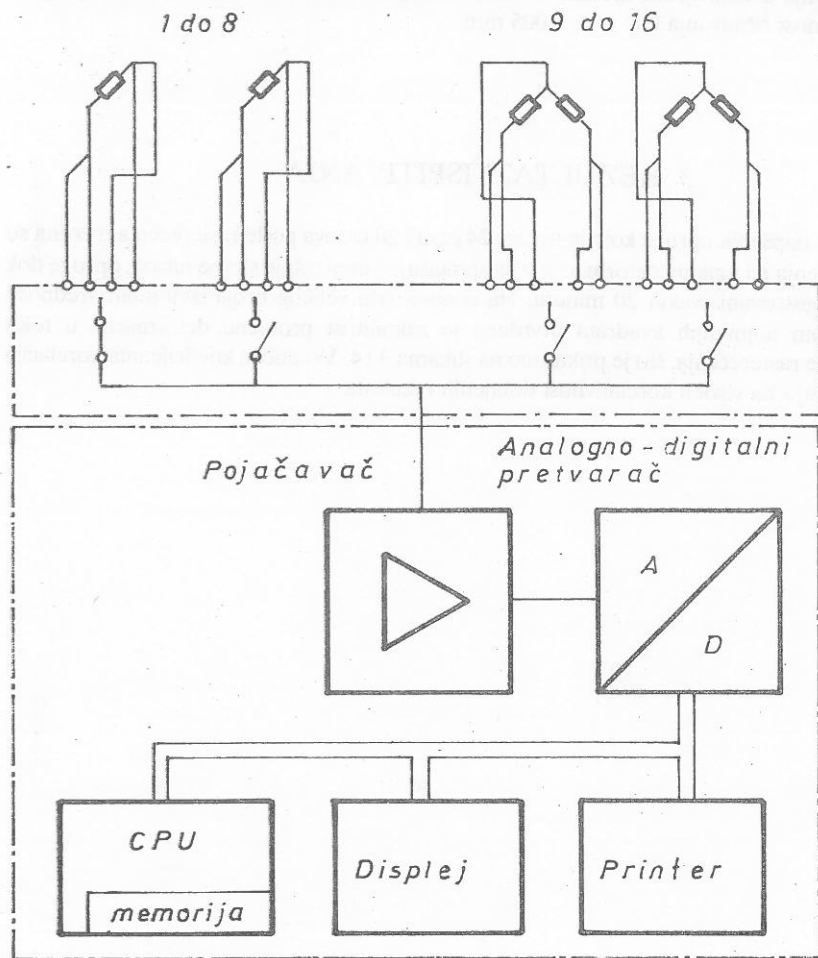 1 do 8
9 do 16
Pojačavač
Analogno - digitalni
pretvarač
A
D
CPU
memorija
Displej
Printer